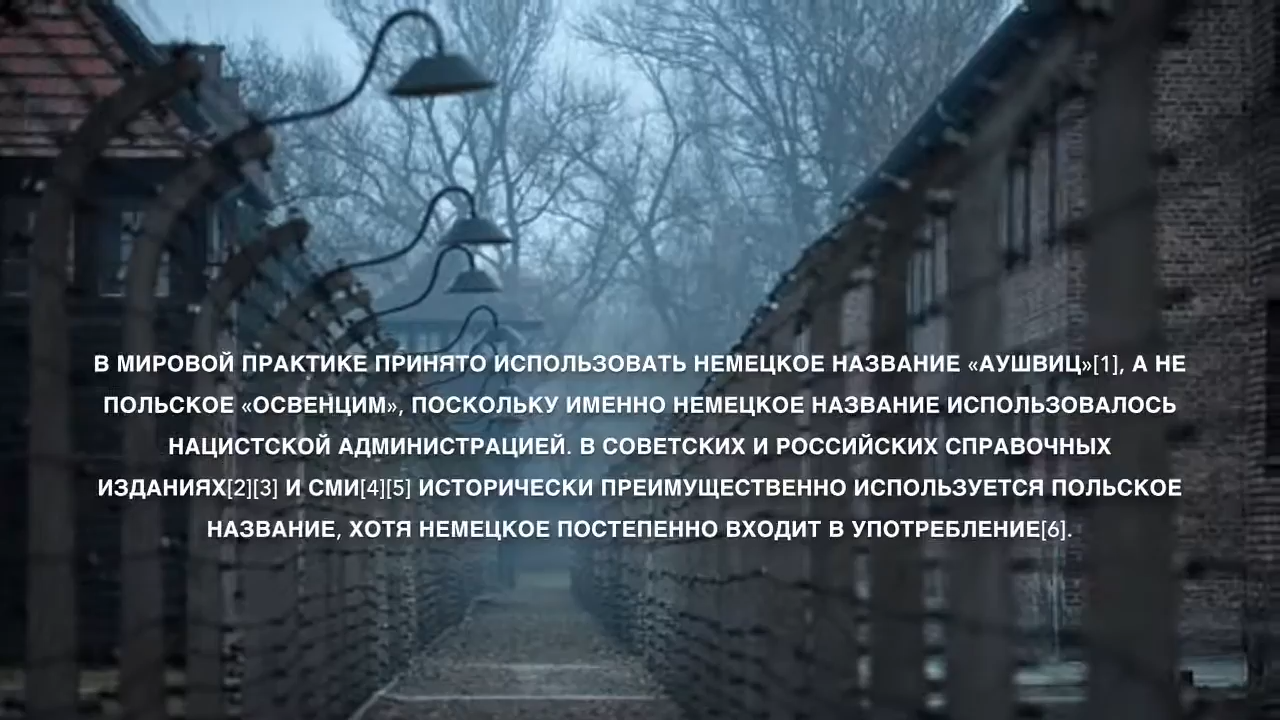 В МИРОВОЙ ПРАКТИКЕ ПРИНЯТО ИСПОЛЬЗОВАТЬ НЕМЕЦКОЕ НАЗВАНИЕ «АУШВИЦ»[1], А НЕ
ПОЛЬСКОЕ «ОСВЕНЦИМ», ПОСКОЛЬКУ ИМЕННО НЕМЕЦКОЕ НАЗВАНИЕ ИСПОЛЬЗОВАЛОСЬ
НАЦИСТСКОЙ АДМИНИСТРАЦИЕЙ. В СОВЕТСКИХ И РОССИЙСКИХ СПРАВОЧНЫХ
ИЗДАНИЯХ[2][3] И СМИ[4][5] ИСТОРИЧЕСКИ ПРЕИМУЩЕСТВЕННО ИСПОЛЬЗУЕТСЯ ПОЛЬСКОЕ
НАЗВАНИЕ, ХОТЯ НЕМЕЦКОЕ ПОСТЕПЕННО ВХОДИТ В УПОТРЕБЛЕНИЕ[6].